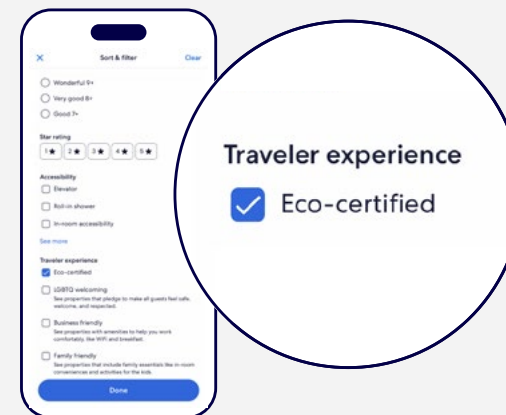 Sort & filter
Clear
Wonderful 9+
Very good 8+
Good 7+
Star rating
1★ 2★ 3★ 4★ 5★
Accessibility
Elevator
Roll-in shower
In-room accessibility
See more
Traveler experience
Eco-certified
LGBTQ welcoming
See properties that pledge to make all guests feel safe,
welcome, and respected.
Business friendly
See properties with amenities to help you work
comfortably, like WiFi and breakfast.
Family friendly
See properties that include family essentials like in-room
conveniences and activities for the kids.
Done
Traveler experience
Eco-certified